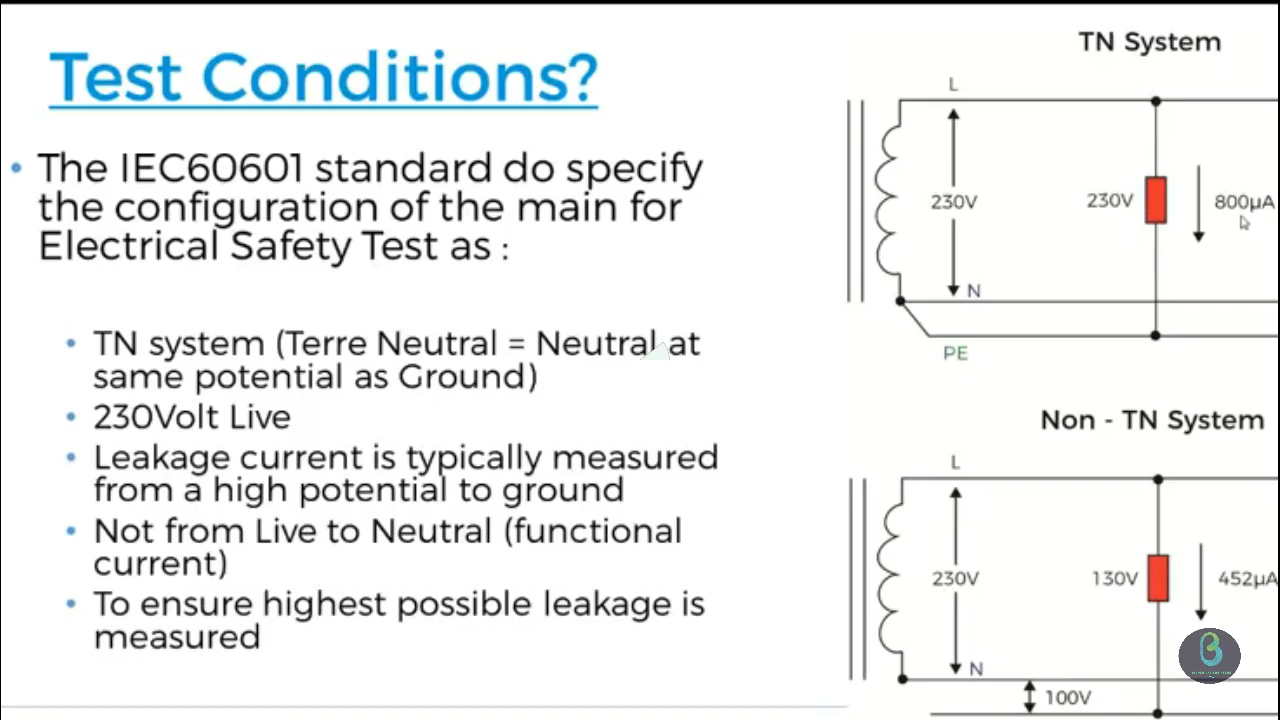 Test Conditions?
• The IEC60601 standard do specify
the configuration of the main for
Electrical Safety Test as :
• TN system (Terre Neutral = Neutral at
same potential as Ground)
• 230Volt Live
• Leakage current is typically measured
from a high potential to ground
• Not from Live to Neutral (functional
current)
• To ensure highest possible leakage is
measured
TN System
L
230V
230V
800µA
N
PE
Non - TN System
L
230V
130V
452µA
N
100V